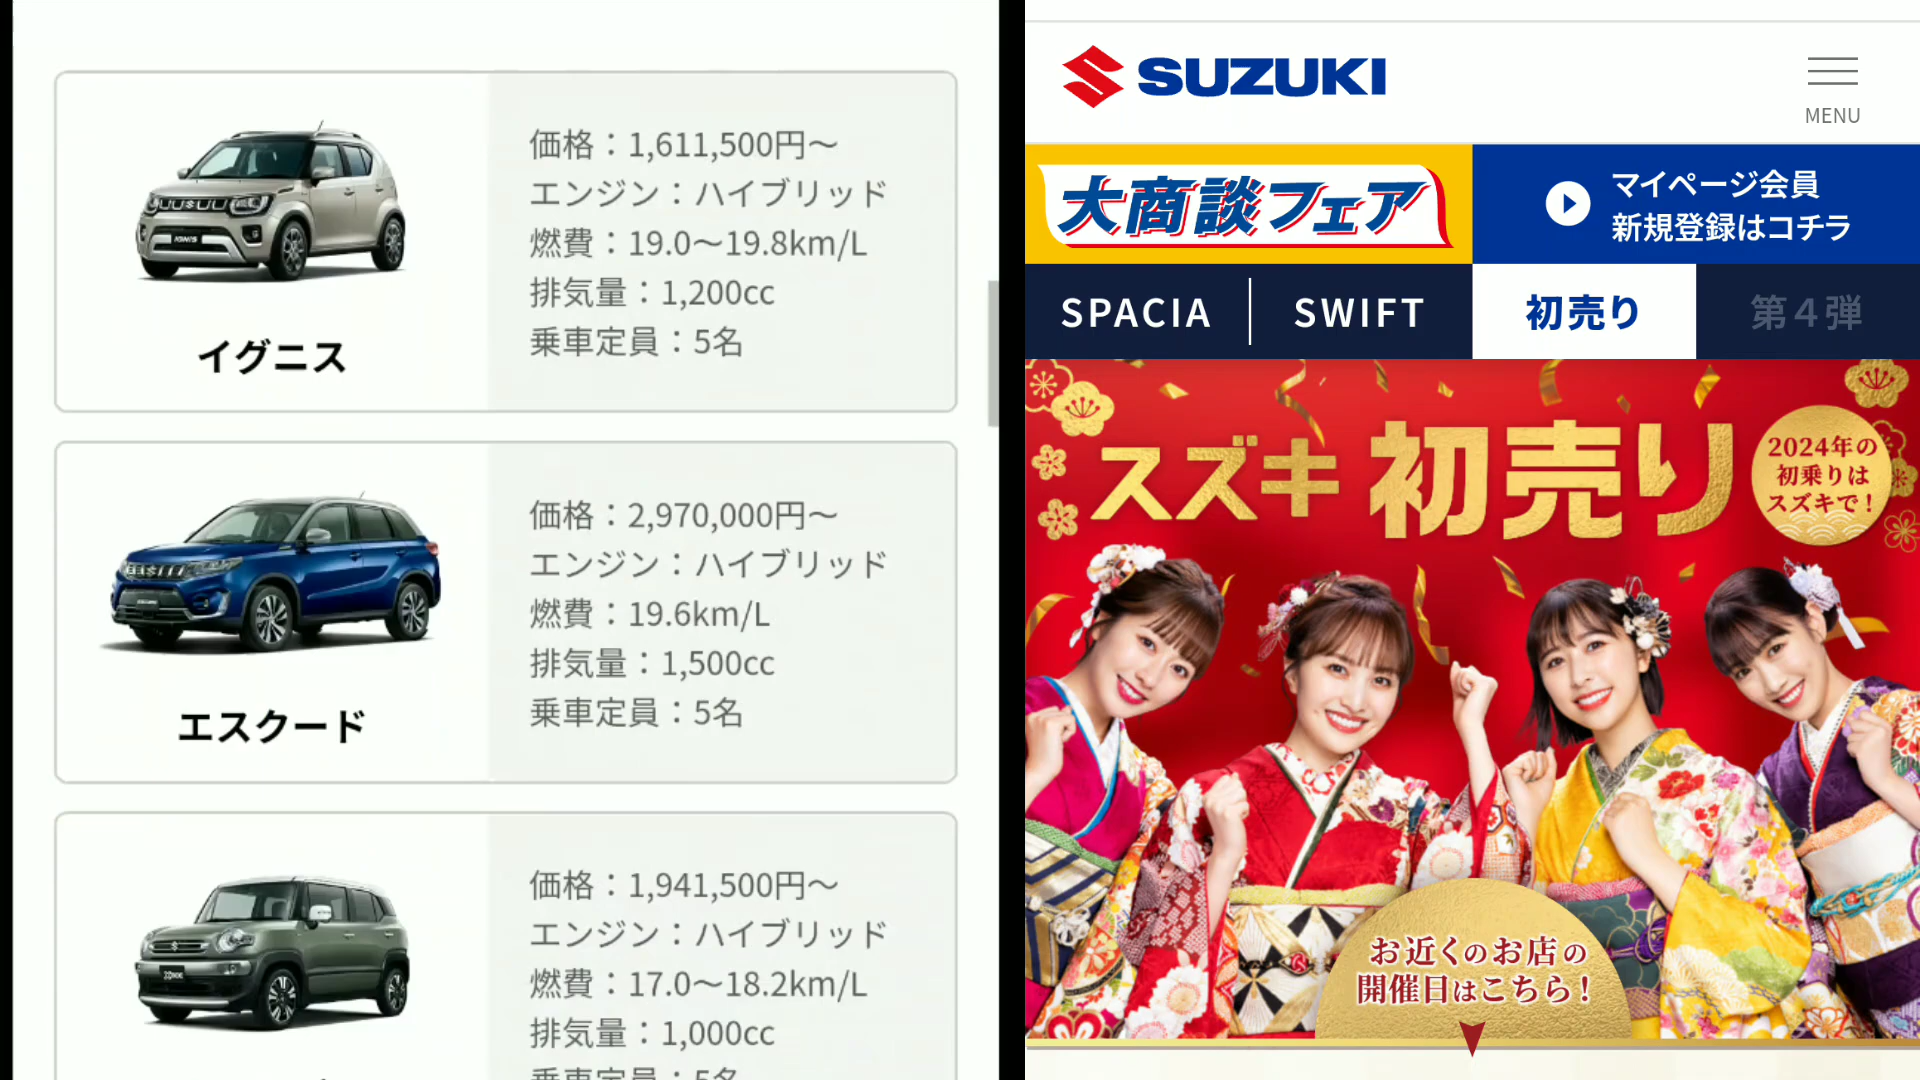 価格：1,611,500円～
エンジン：ハイブリッド
燃費：19.0～19.8km/L
排気量：1,200cc
乗車定員：5名
イグニス
価格：2,970,000円～
エンジン：ハイブリッド
燃費：19.6km/L
排気量：1,500cc
乗車定員：5名
エスクード
価格：1,941,500円～
エンジン：ハイブリッド
燃費：17.0～18.2km/L
排気量：1,000cc
乗車定員：5名
SUZUKI
MENU
大商談フェア
マイページ会員
新規登録はコチラ
SPACIA
SWIFT
初売り
第4弾
スズキ 初売り
2024年の
初乗りは
スズキで！
お近くのお店の
開催日はこちら！